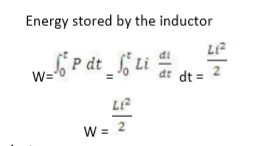 Energy stored by the inductor
W=∫₀ᵗ P dt = ∫₀ᵗ Li di/dt dt = Li²/2
W = Li²/2